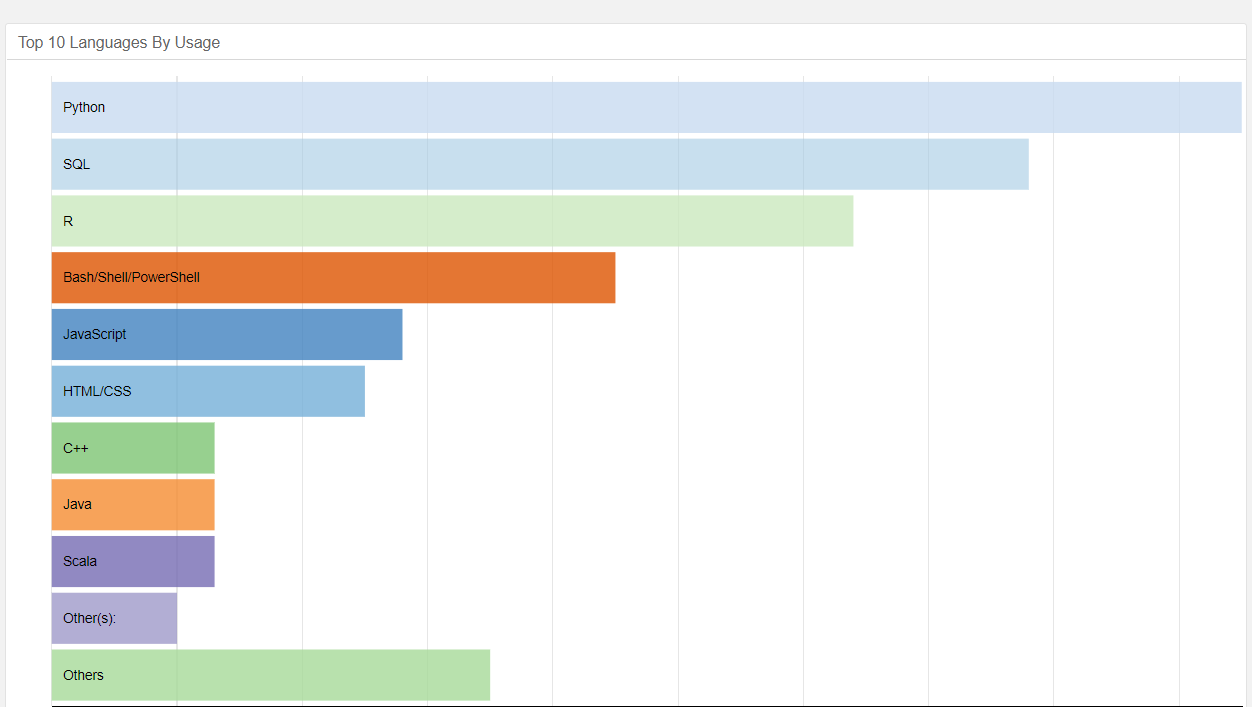 Top 10 Languages By Usage
Python
SQL
R
Bash/Shell/PowerShell
JavaScript
HTML/CSS
C++
Java
Scala
Other(s):
Others